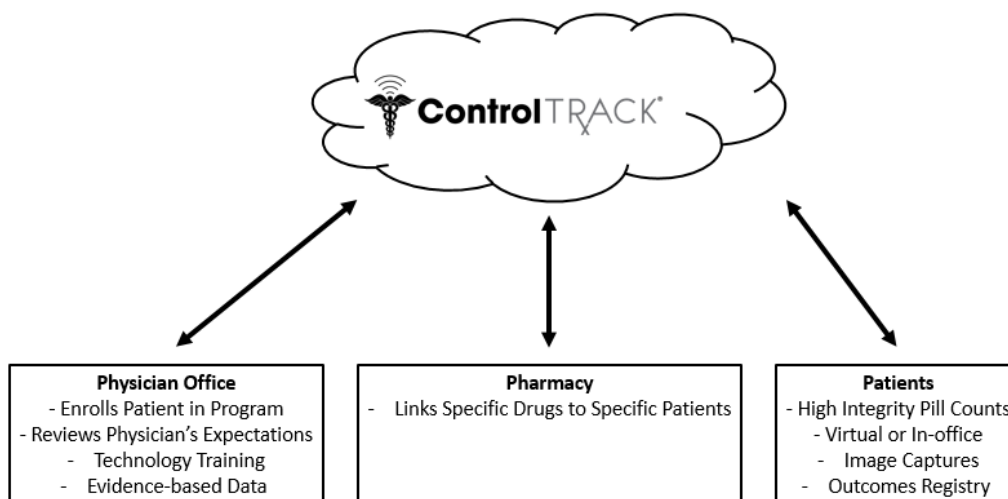 ControlTRACK®
Physician Office
- Enrolls Patient in Program
- Reviews Physician's Expectations
- Technology Training
- Evidence-based Data
Pharmacy
- Links Specific Drugs to Specific Patients
Patients
- High Integrity Pill Counts
- Virtual or In-office
- Image Captures
- Outcomes Registry